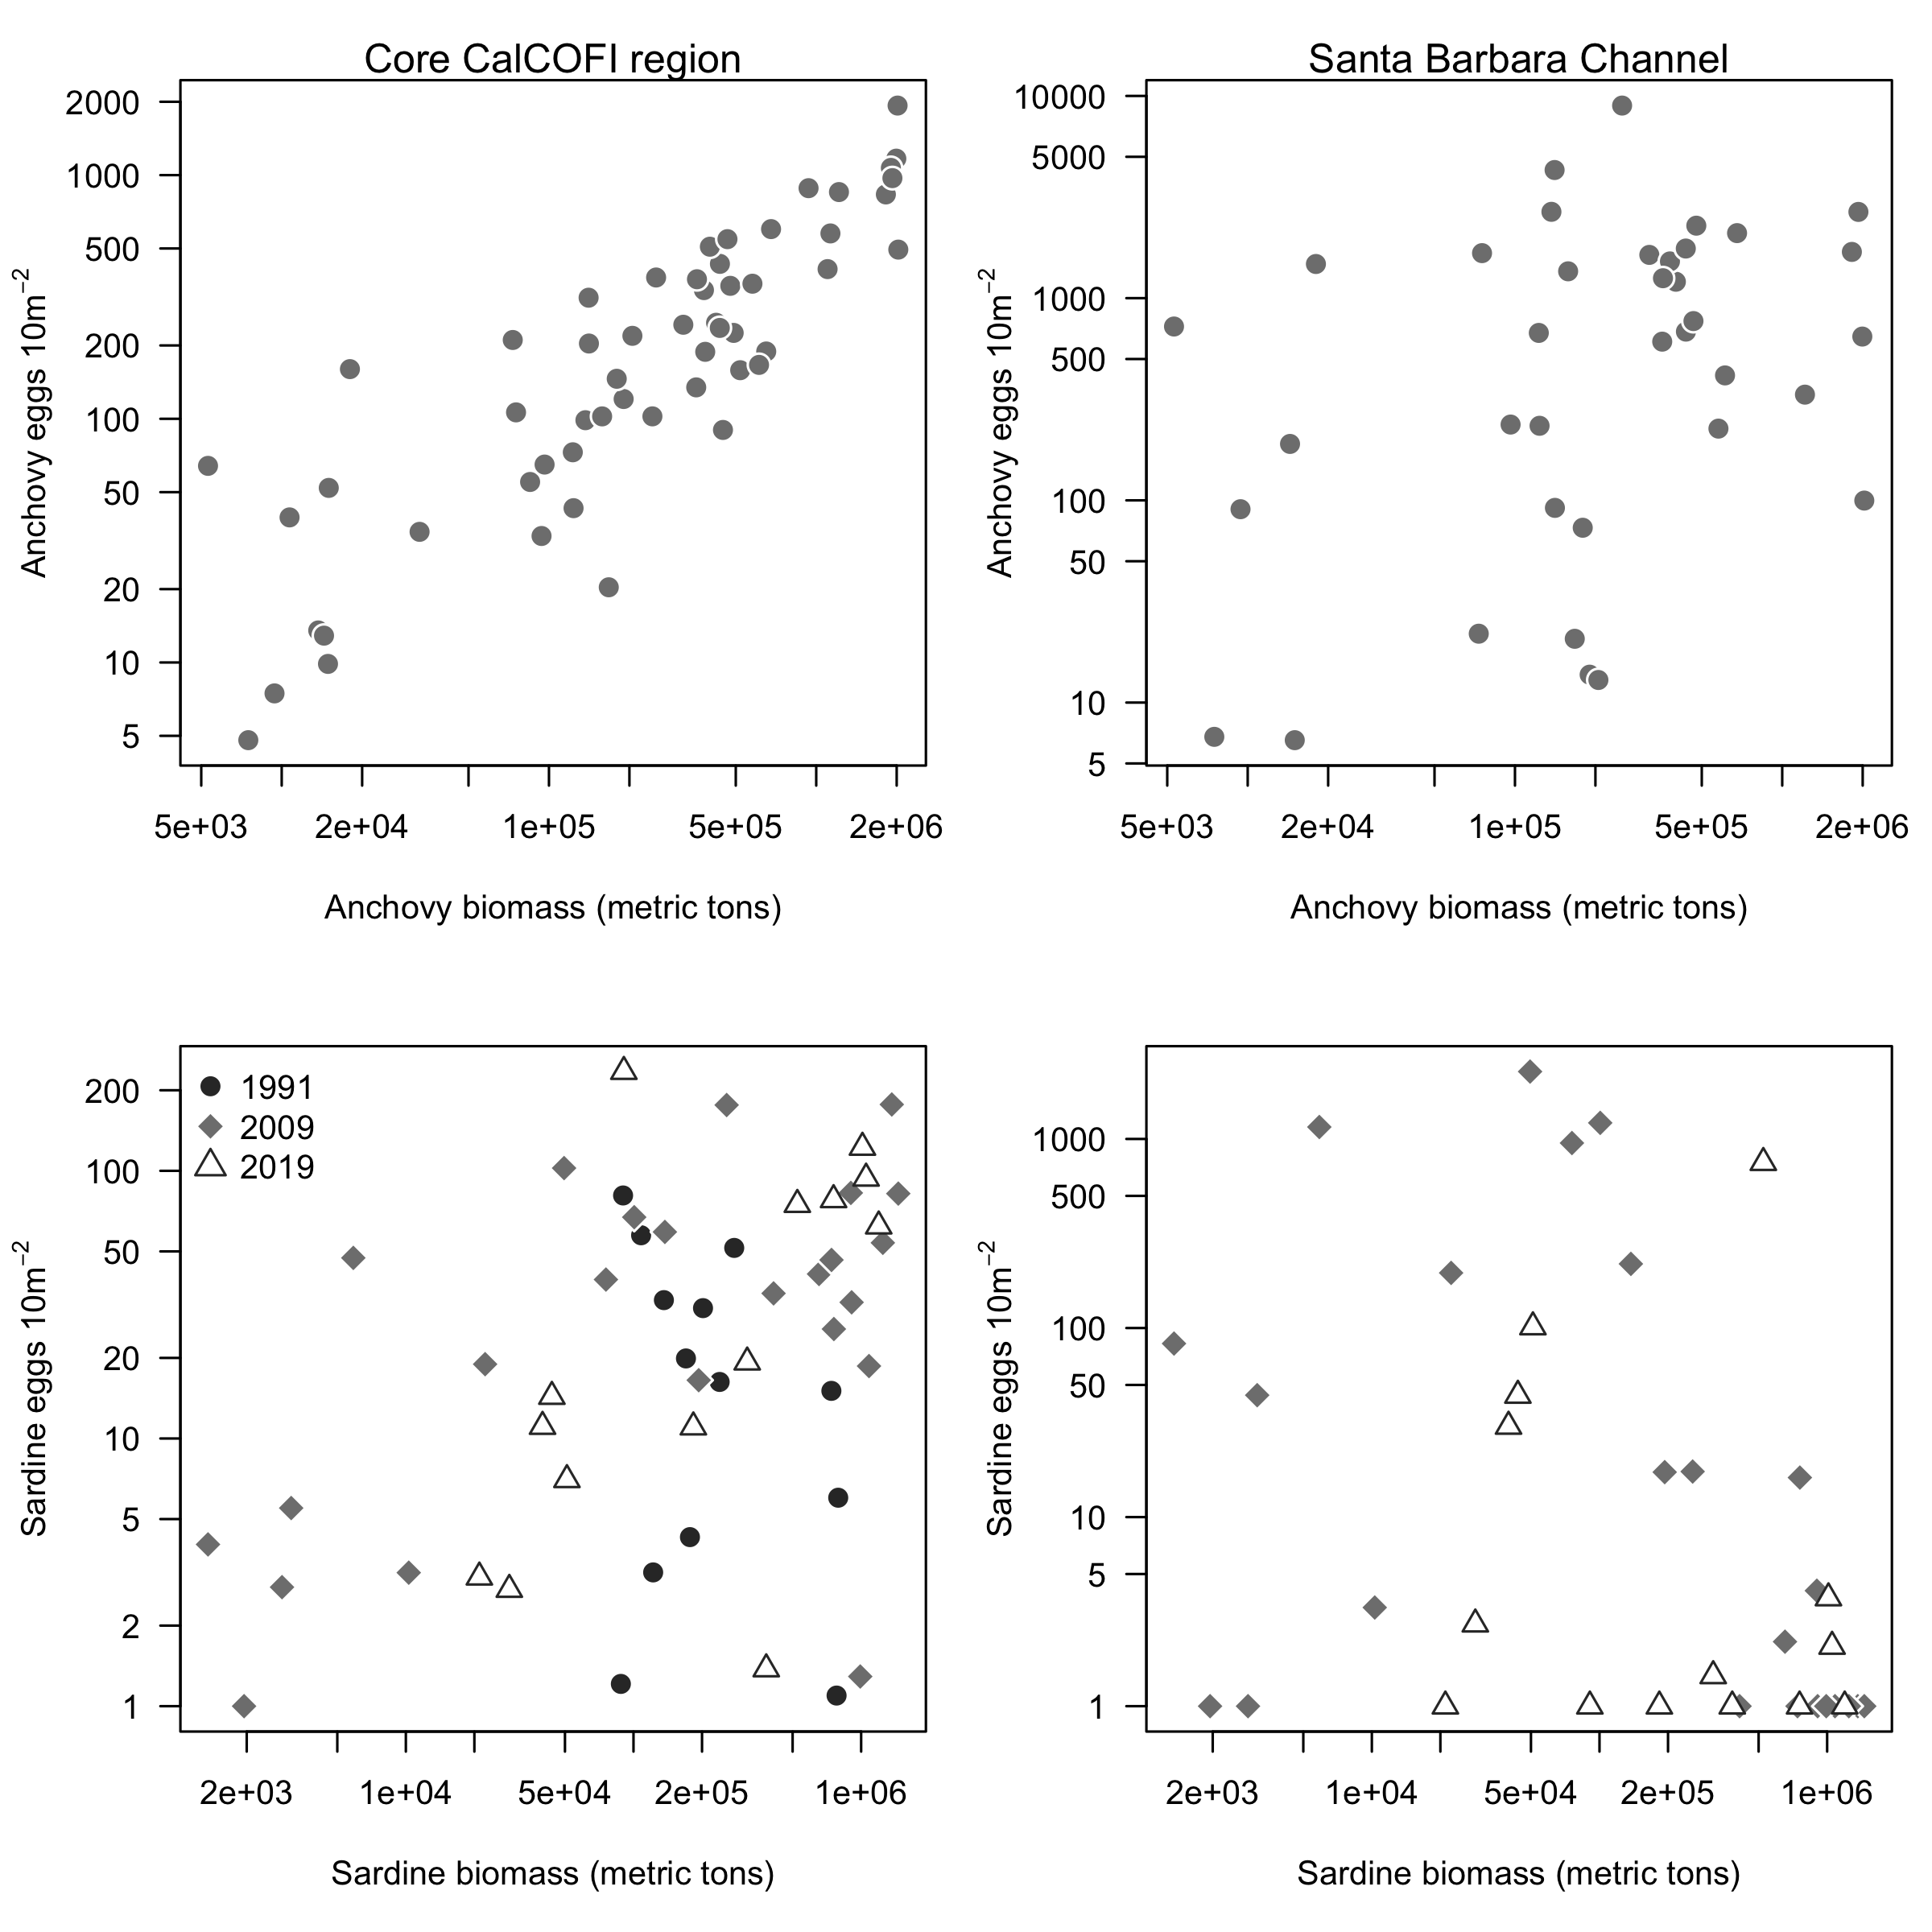 Core CalCOFI region
2000
1000
500
200
100
50
20
10
5
Anchovy eggs 10m⁻²
5e+03 2e+04 1e+05 5e+05 2e+06
Anchovy biomass (metric tons)
Santa Barbara Channel
10000
5000
1000
500
100
50
10
5
Anchovy eggs 10m⁻²
5e+03 2e+04 1e+05 5e+05 2e+06
Anchovy biomass (metric tons)
1991
2009
2019
200
100
50
20
10
5
2
1
Sardine eggs 10m⁻²
2e+03 1e+04 5e+04 2e+05 1e+06
Sardine biomass (metric tons)
1000
500
100
50
10
5
1
Sardine eggs 10m⁻²
2e+03 1e+04 5e+04 2e+05 1e+06
Sardine biomass (metric tons)